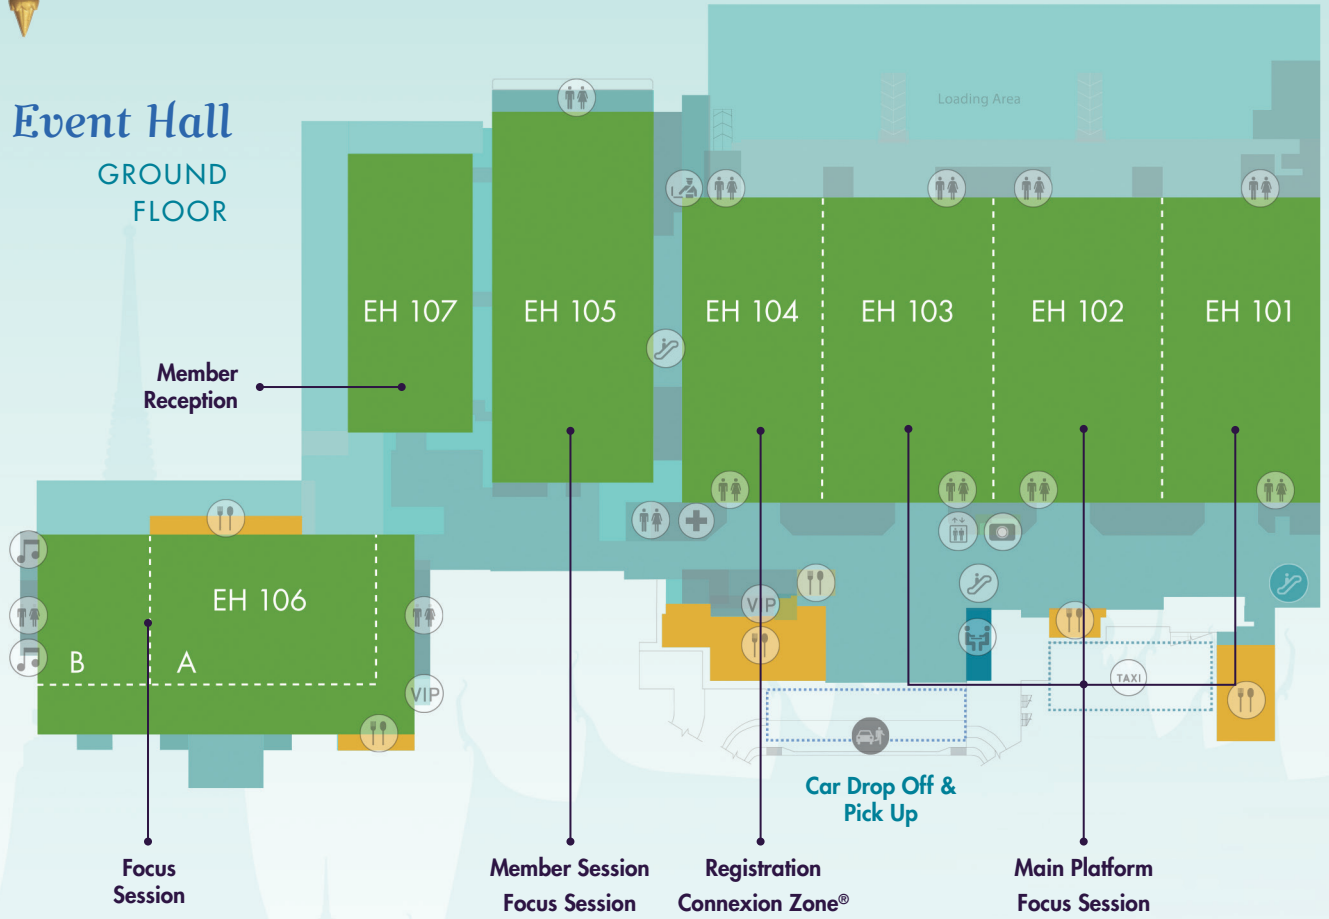 Event Hall
GROUND
FLOOR
Loading Area
EH 107
EH 105
EH 104
EH 103
EH 102
EH 101
Member
Reception
EH 106
B
A
VIP
VIP
TAXI
Car Drop Off &
Pick Up
Focus
Session
Member Session
Focus Session
Registration
Connexion Zone®
Main Platform
Focus Session